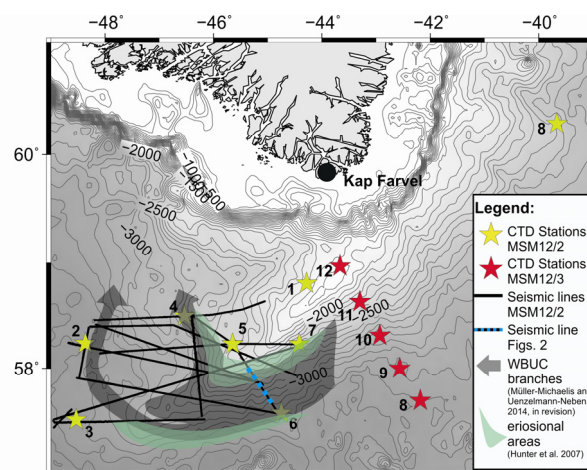 −48 −46 −44 −42 −40
60˚
58˚
−2000
−1000
−1500
−2500
−3000
Kap Farvel
8
12
1
11
−2000
−2500
10
9
8
4
2
5
7
−3000
3
6
Legend:
CTD Stations
MSM12/2
CTD Stations
MSM12/3
Seismic lines
MSM12/2
Seismic line
Figs. 2
WBUC
branches
(Müller-Michaelis an
Uenzelmann-Neben
2014, in revision)
eriosional
areas
(Hunter et al. 2007)